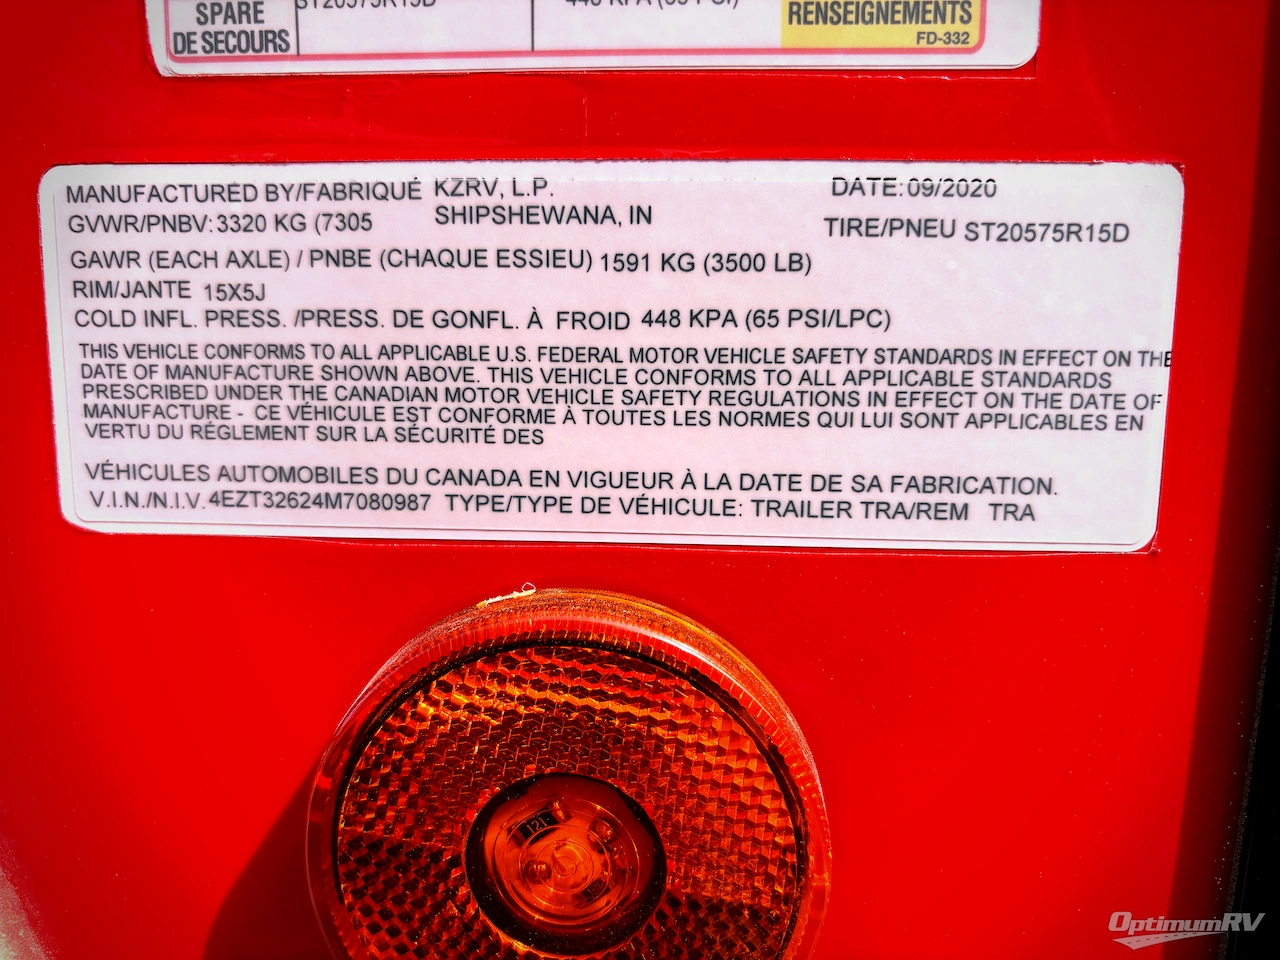 SPARE
DE SECOURS
ST20575R15D
448 KPA (65 PSI)
RENSEIGNEMENTS
FD-332
MANUFACTURED BY/FABRIQUÉ KZRV, L.P. DATE: 09/2020
GVWR/PNBV: 3320 KG (7305 SHIPSHEWANA, IN TIRE/PNEU ST20575R15D
GAWR (EACH AXLE) / PNBE (CHAQUE ESSIEU) 1591 KG (3500 LB)
RIM/JANTE 15X5J
COLD INFL. PRESS. /PRESS. DE GONFL. À FROID 448 KPA (65 PSI/LPC)
THIS VEHICLE CONFORMS TO ALL APPLICABLE U.S. FEDERAL MOTOR VEHICLE SAFETY STANDARDS IN EFFECT ON THE
DATE OF MANUFACTURE SHOWN ABOVE. THIS VEHICLE CONFORMS TO ALL APPLICABLE STANDARDS
PRESCRIBED UNDER THE CANADIAN MOTOR VEHICLE SAFETY REGULATIONS IN EFFECT ON THE DATE OF
MANUFACTURE - CE VÉHICULE EST CONFORME À TOUTES LES NORMES QUI LUI SONT APPLICABLES EN
VERTU DU RÉGLEMENT SUR LA SÉCURITÉ DES
VÉHICULES AUTOMOBILES DU CANADA EN VIGUEUR À LA DATE DE SA FABRICATION.
V.I.N./N.I.V. 4EZT32624M7080987 TYPE/TYPE DE VÉHICULE: TRAILER TRA/REM TRA
OptimumRV